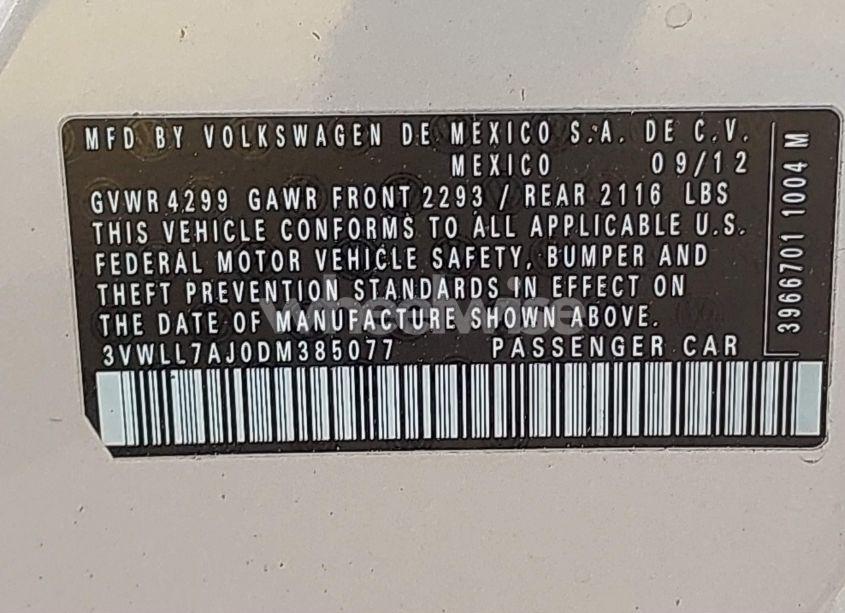 MFD BY VOLKSWAGEN DE MEXICO S.A. DE C.V.
MEXICO 09/12
GVWR 4299 GAWR FRONT 2293 / REAR 2116 LBS
THIS VEHICLE CONFORMS TO ALL APPLICABLE U.S.
FEDERAL MOTOR VEHICLE SAFETY, BUMPER AND
THEFT PREVENTION STANDARDS IN EFFECT ON
THE DATE OF MANUFACTURE SHOWN ABOVE.
3VWLL7AJ0DM385077 PASSENGER CAR
3966701 1004 M
wheelwise